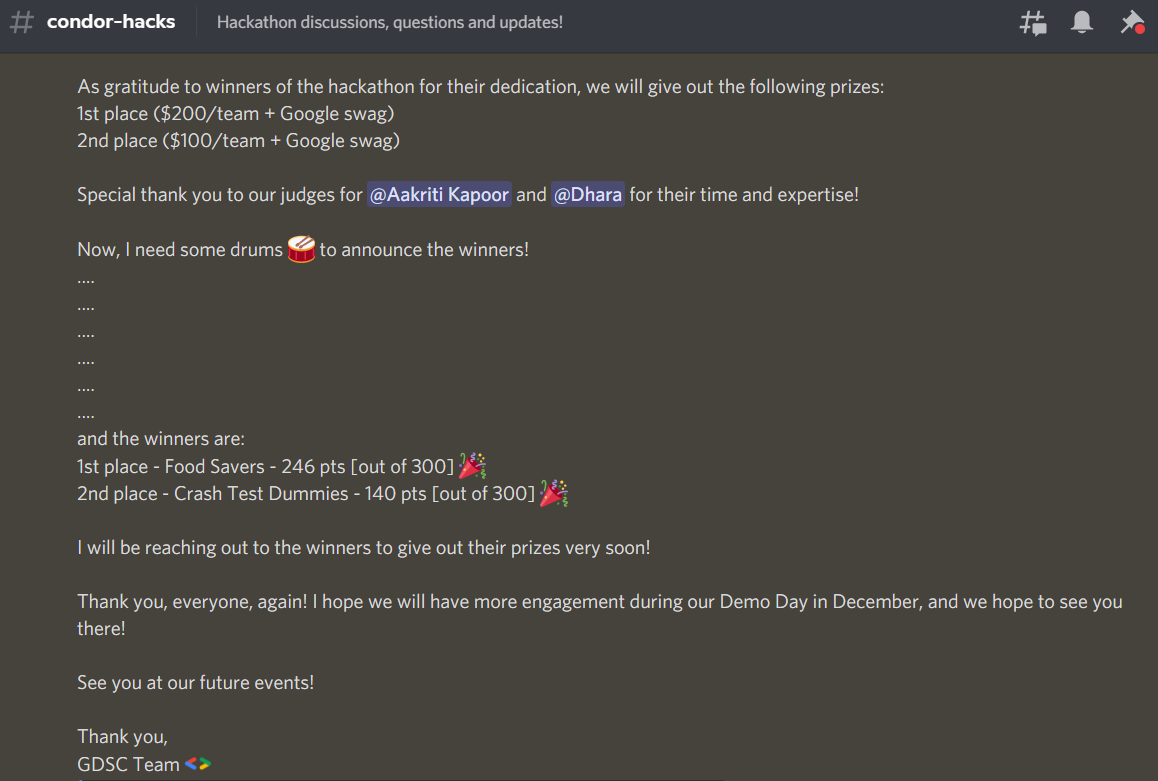 # condor-hacks Hackathon discussions, questions and updates!
As gratitude to winners of the hackathon for their dedication, we will give out the following prizes:
1st place ($200/team + Google swag)
2nd place ($100/team + Google swag)
Special thank you to our judges for @Aakriti Kapoor and @Dhara for their time and expertise!
Now, I need some drums 🥁 to announce the winners!
....
....
....
....
....
....
and the winners are:
1st place - Food Savers - 246 pts [out of 300] 🎉
2nd place - Crash Test Dummies - 140 pts [out of 300] 🎉
I will be reaching out to the winners to give out their prizes very soon!
Thank you, everyone, again! I hope we will have more engagement during our Demo Day in December, and we hope to see you
there!
See you at our future events!
Thank you,
GDSC Team